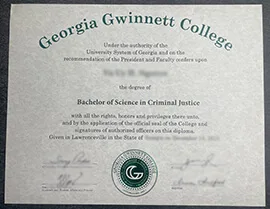 Georgia Gwinnett College
Under the authority of the
University System of Georgia and on the
recommendation of the President and Faculty confers upon
the degree of
Bachelor of Science in Criminal Justice
with all the rights, honors and privileges there unto,
and by the application of the official seal of the College and
signatures of authorized officers on this diploma.
Given in Lawrenceville in the State of